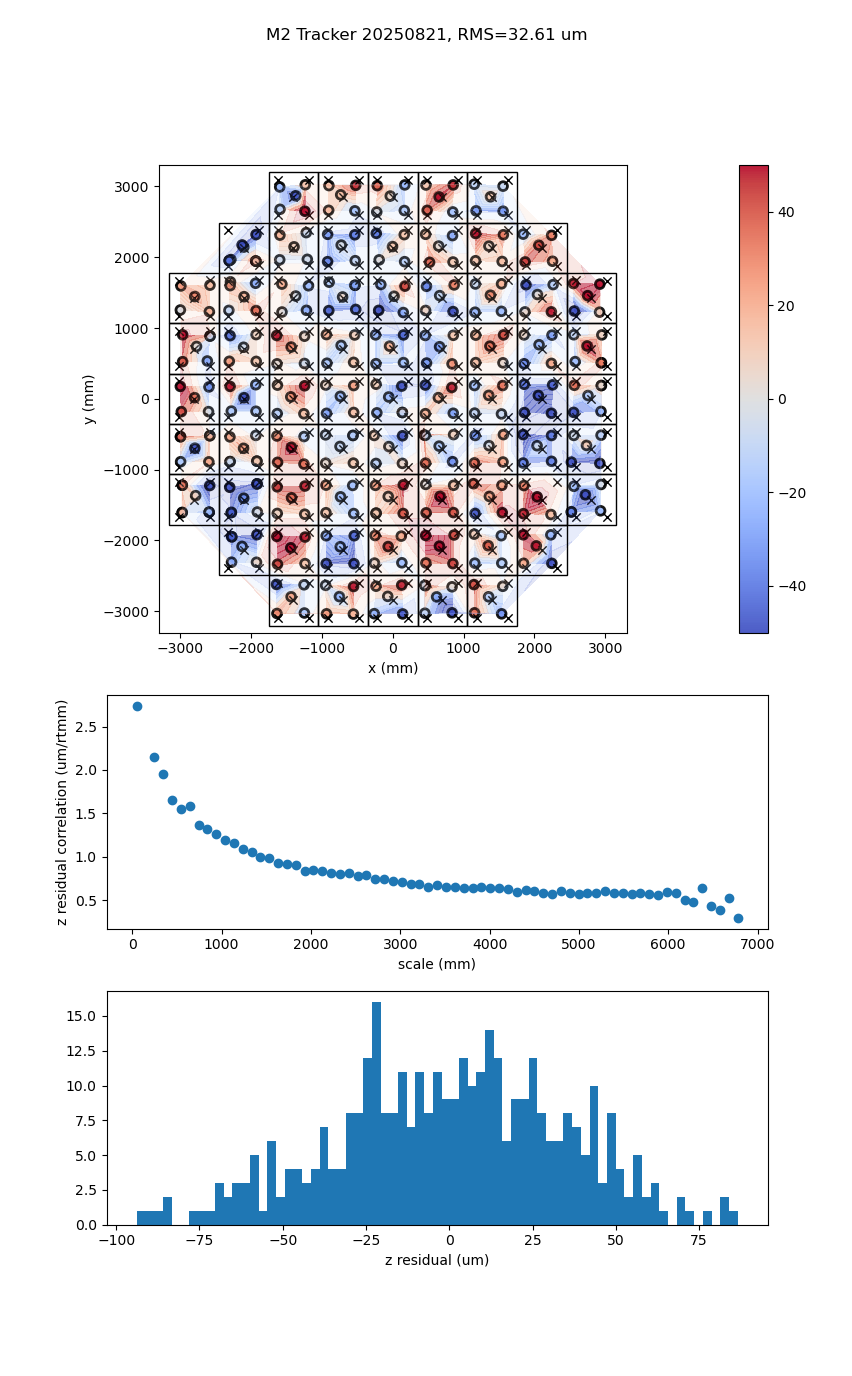 M2 Tracker 20250821, RMS=32.61 um
3000
2000
1000
0
−1000
−2000
−3000
y (mm)
−3000 −2000 −1000 0 1000 2000 3000
x (mm)
40
20
0
−20
−40
2.5
2.0
1.5
1.0
0.5
z residual correlation (um/rtmm)
0 1000 2000 3000 4000 5000 6000 7000
scale (mm)
15.0
12.5
10.0
7.5
5.0
2.5
0.0
−100 −75 −50 −25 0 25 50 75
z residual (um)